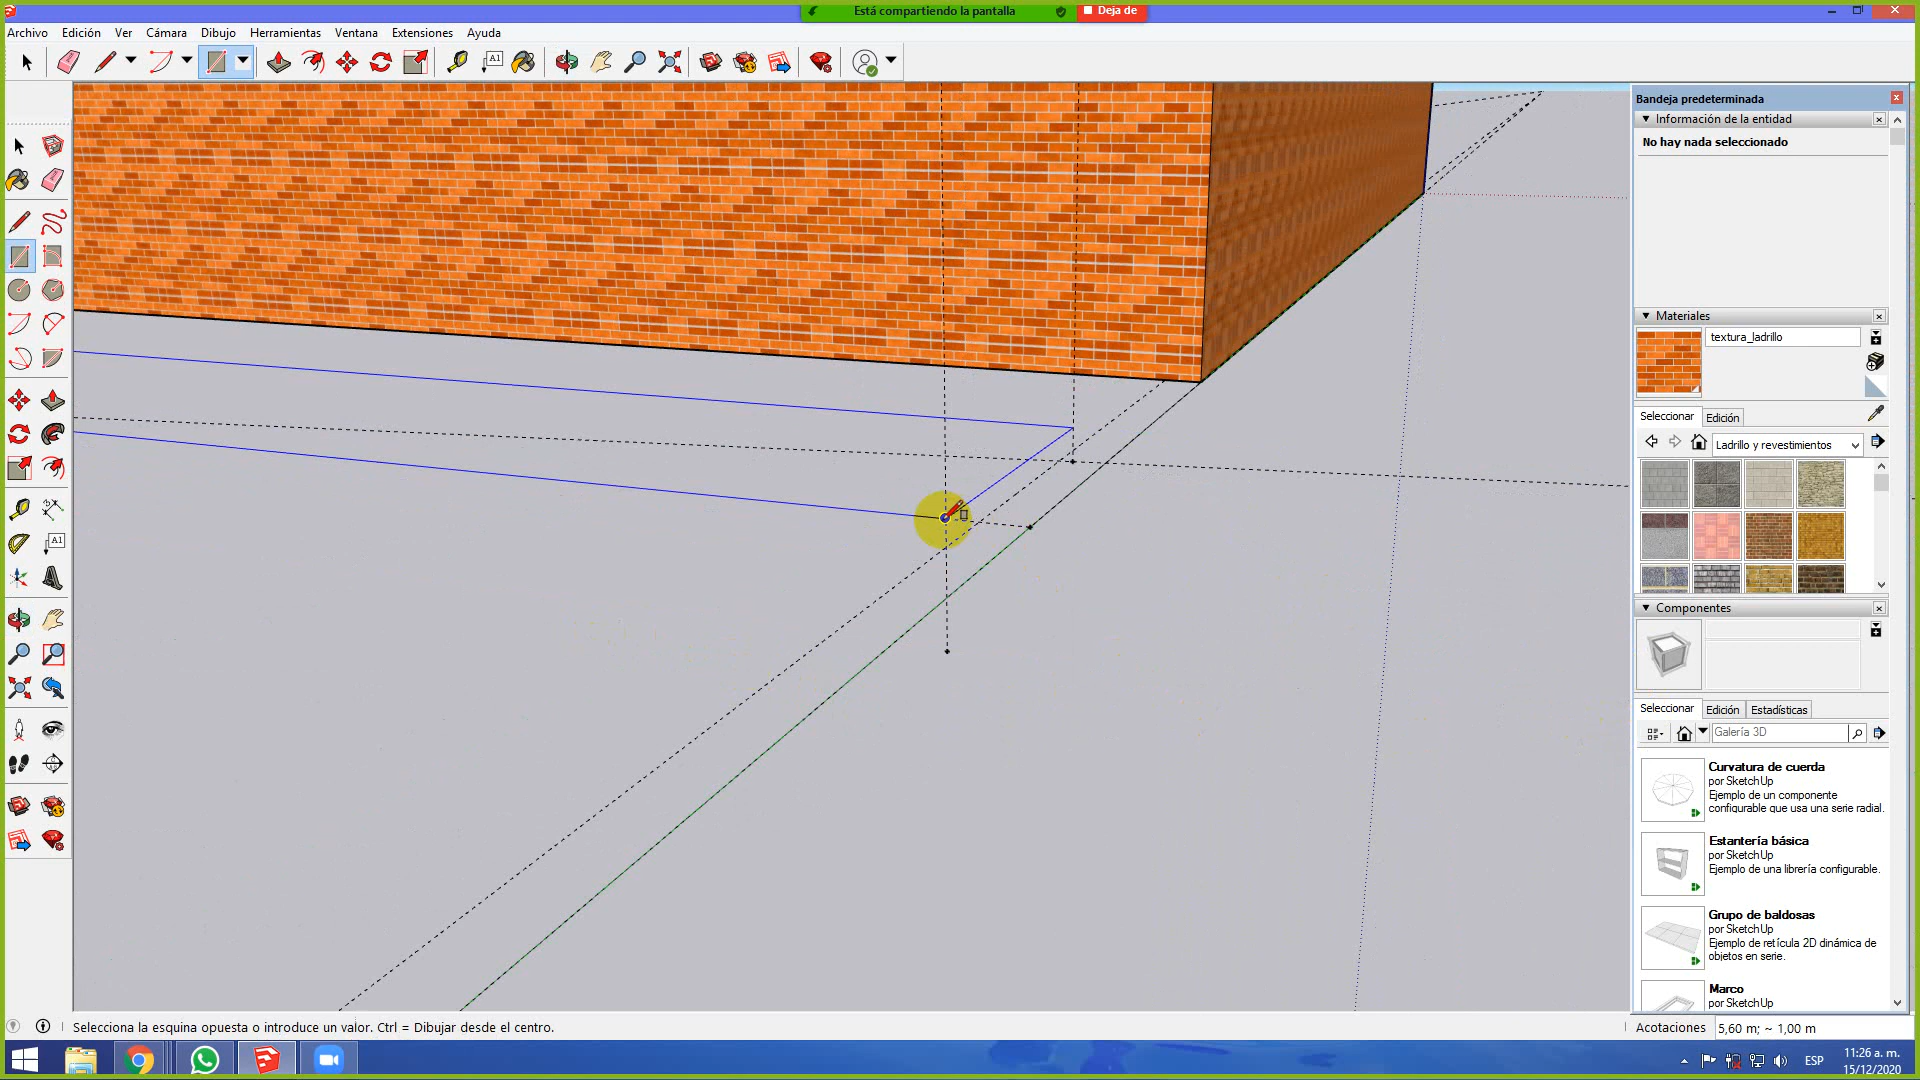 Está compartiendo la pantalla
Deja de
Archivo Edición Ver Cámara Dibujo Herramientas Ventana Extensiones Ayuda
A1
Bandeja predeterminada
Información de la entidad
No hay nada seleccionado
Materiales
textura_ladrillo
Seleccionar Edición
Ladrillo y revestimientos
A1
Componentes
Seleccionar Edición Estadísticas
Galería 3D
Curvatura de cuerda
por SketchUp
Ejemplo de un componente
configurable que usa una serie radial.
Estantería básica
por SketchUp
Ejemplo de una librería configurable.
Grupo de baldosas
por SketchUp
Ejemplo de retícula 2D dinámica de
objetos en serie.
Marco
por SketchUp
Selecciona la esquina opuesta o introduce un valor. Ctrl = Dibujar desde el centro.
Acotaciones 5,60 m; ~ 1,00 m
ESP
11:26 a. m.
15/12/2020